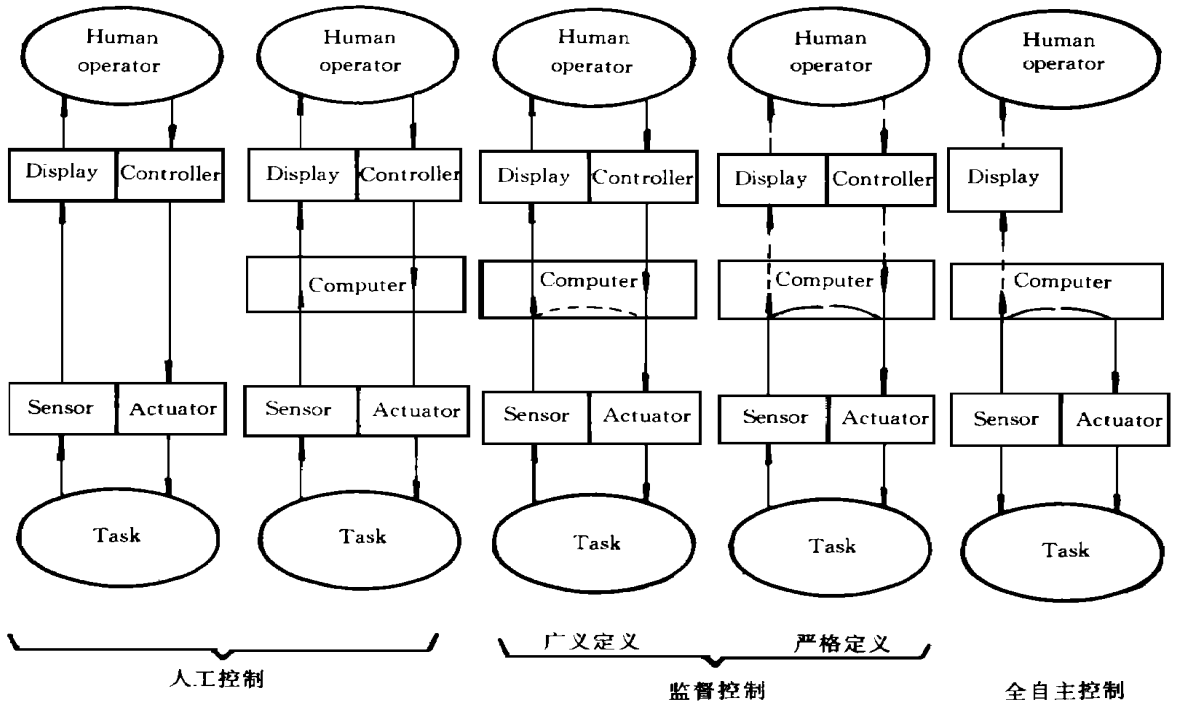 Human
operator
Display
Controller
Sensor
Actuator
Task
Human
operator
Display
Controller
Computer
Sensor
Actuator
Task
人工控制
Human
operator
Display
Controller
Computer
Sensor
Actuator
Task
广义定义
Human
operator
Display
Controller
Computer
Sensor
Actuator
Task
严格定义
监督控制
Human
operator
Display
Computer
Sensor
Actuator
Task
全自主控制